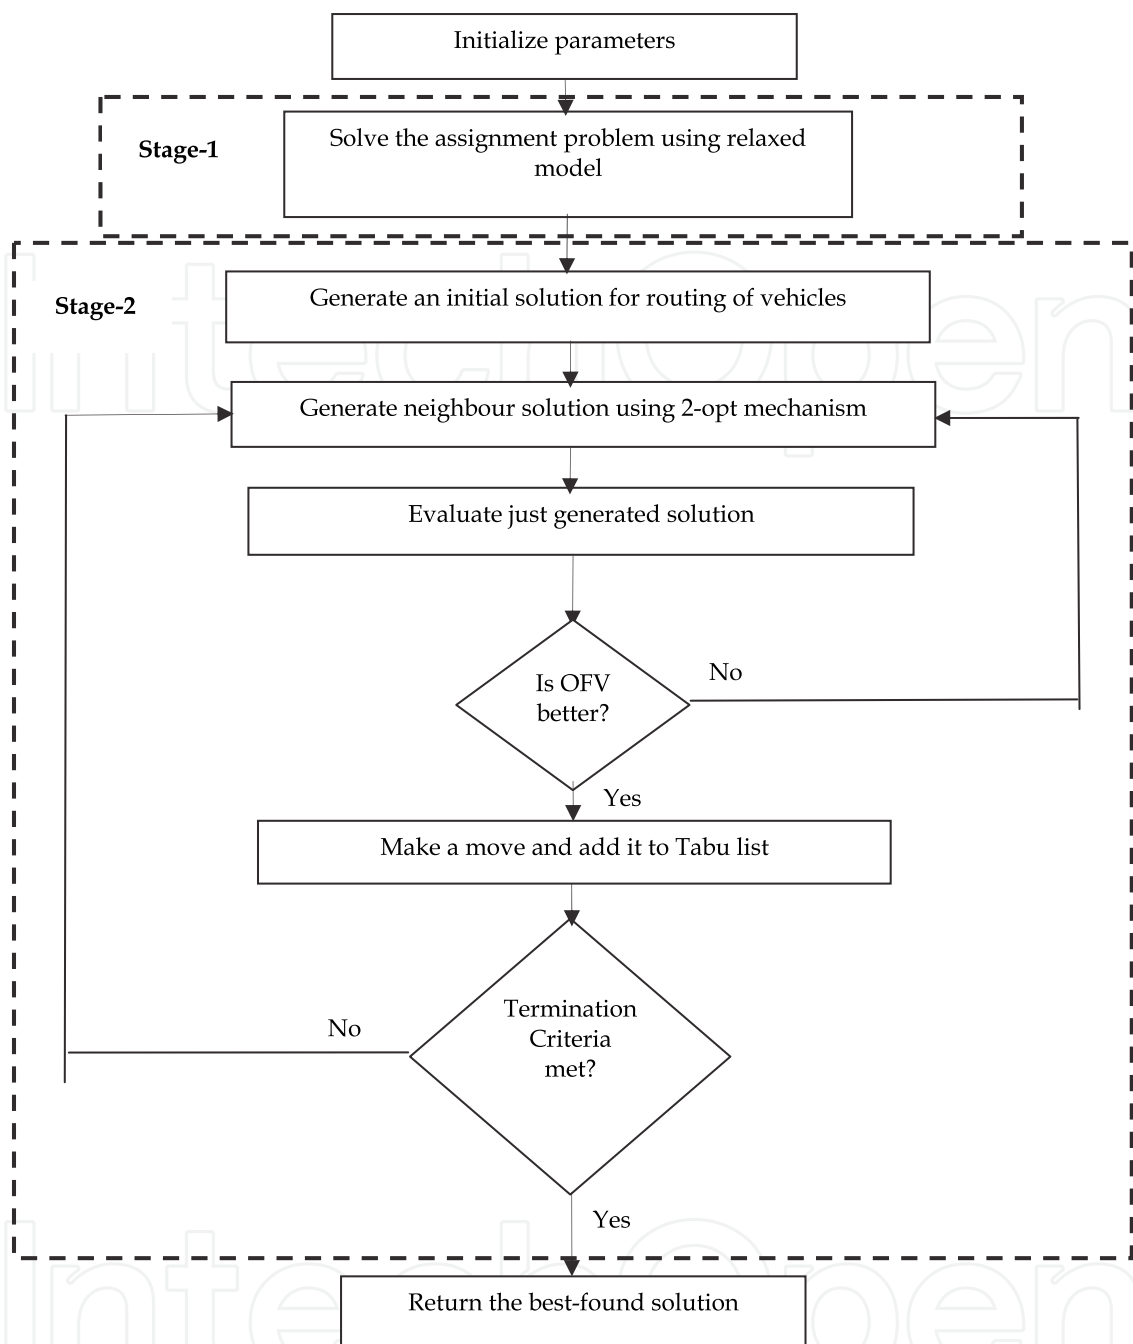 Initialize parameters
Stage-1
Solve the assignment problem using relaxed
model
Stage-2
Generate an initial solution for routing of vehicles
Generate neighbour solution using 2-opt mechanism
Evaluate just generated solution
Is OFV
better?
No
Yes
Make a move and add it to Tabu list
Termination
Criteria
met?
No
Yes
Return the best-found solution
IntechOpen
IntechOpen